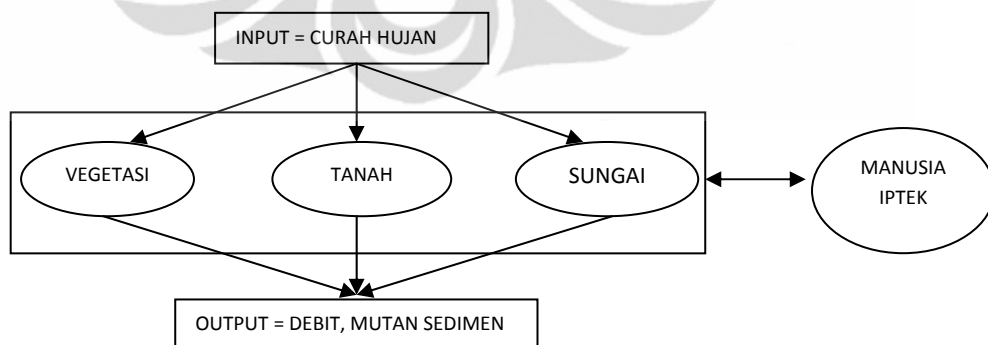 INPUT = CURAH HUJAN
VEGETASI
TANAH
SUNGAI
MANUSIA
IPTEK
OUTPUT = DEBIT, MUTAN SEDIMEN